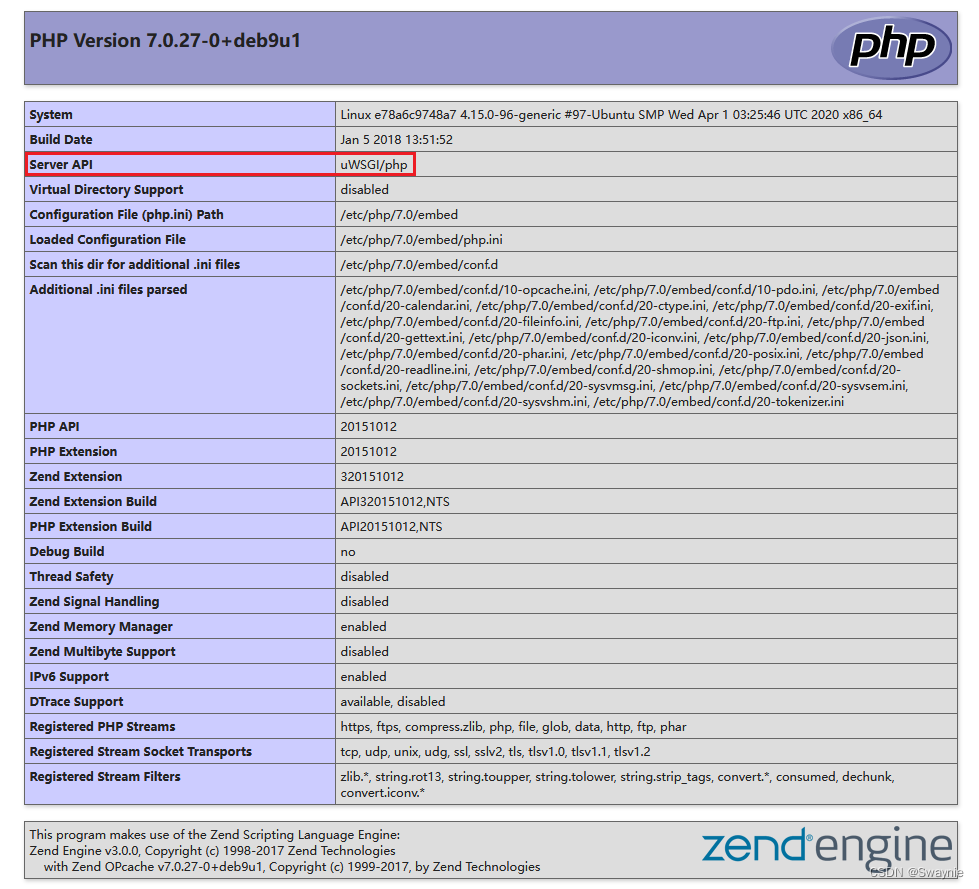 PHP Version 7.0.27-0+deb9u1
php
System Linux e78a6c9748a7 4.15.0-96-generic #97-Ubuntu SMP Wed Apr 1 03:25:46 UTC 2020 x86_64
Build Date Jan 5 2018 13:51:52
Server API uWSGI/php
Virtual Directory Support disabled
Configuration File (php.ini) Path /etc/php/7.0/embed
Loaded Configuration File /etc/php/7.0/embed/php.ini
Scan this dir for additional .ini files /etc/php/7.0/embed/conf.d
Additional .ini files parsed /etc/php/7.0/embed/conf.d/10-opcache.ini, /etc/php/7.0/embed/conf.d/10-pdo.ini, /etc/php/7.0/embed
/conf.d/20-calendar.ini, /etc/php/7.0/embed/conf.d/20-ctype.ini, /etc/php/7.0/embed/conf.d/20-exif.ini,
/etc/php/7.0/embed/conf.d/20-fileinfo.ini, /etc/php/7.0/embed/conf.d/20-ftp.ini, /etc/php/7.0/embed
/conf.d/20-gettext.ini, /etc/php/7.0/embed/conf.d/20-iconv.ini, /etc/php/7.0/embed/conf.d/20-json.ini,
/etc/php/7.0/embed/conf.d/20-phar.ini, /etc/php/7.0/embed/conf.d/20-posix.ini, /etc/php/7.0/embed
/conf.d/20-readline.ini, /etc/php/7.0/embed/conf.d/20-shmop.ini, /etc/php/7.0/embed/conf.d/20-
sockets.ini, /etc/php/7.0/embed/conf.d/20-sysvmsg.ini, /etc/php/7.0/embed/conf.d/20-sysvsem.ini,
/etc/php/7.0/embed/conf.d/20-sysvshm.ini, /etc/php/7.0/embed/conf.d/20-tokenizer.ini
PHP API 20151012
PHP Extension 20151012
Zend Extension 320151012
Zend Extension Build API320151012,NTS
PHP Extension Build API20151012,NTS
Debug Build no
Thread Safety disabled
Zend Signal Handling disabled
Zend Memory Manager enabled
Zend Multibyte Support disabled
IPv6 Support enabled
DTrace Support available, disabled
Registered PHP Streams https, ftps, compress.zlib, php, file, glob, data, http, ftp, phar
Registered Stream Socket Transports tcp, udp, unix, udg, ssl, sslv2, tls, tlsv1.0, tlsv1.1, tlsv1.2
Registered Stream Filters zlib.*, string.rot13, string.toupper, string.tolower, string.strip_tags, convert.*, consumed, dechunk,
convert.iconv.*
This program makes use of the Zend Scripting Language Engine:
Zend Engine v3.0.0, Copyright (c) 1998-2017 Zend Technologies
with Zend OPcache v7.0.27-0+deb9u1, Copyright (c) 1999-2017, by Zend Technologies
zend® engine
CSDN @Swaynie